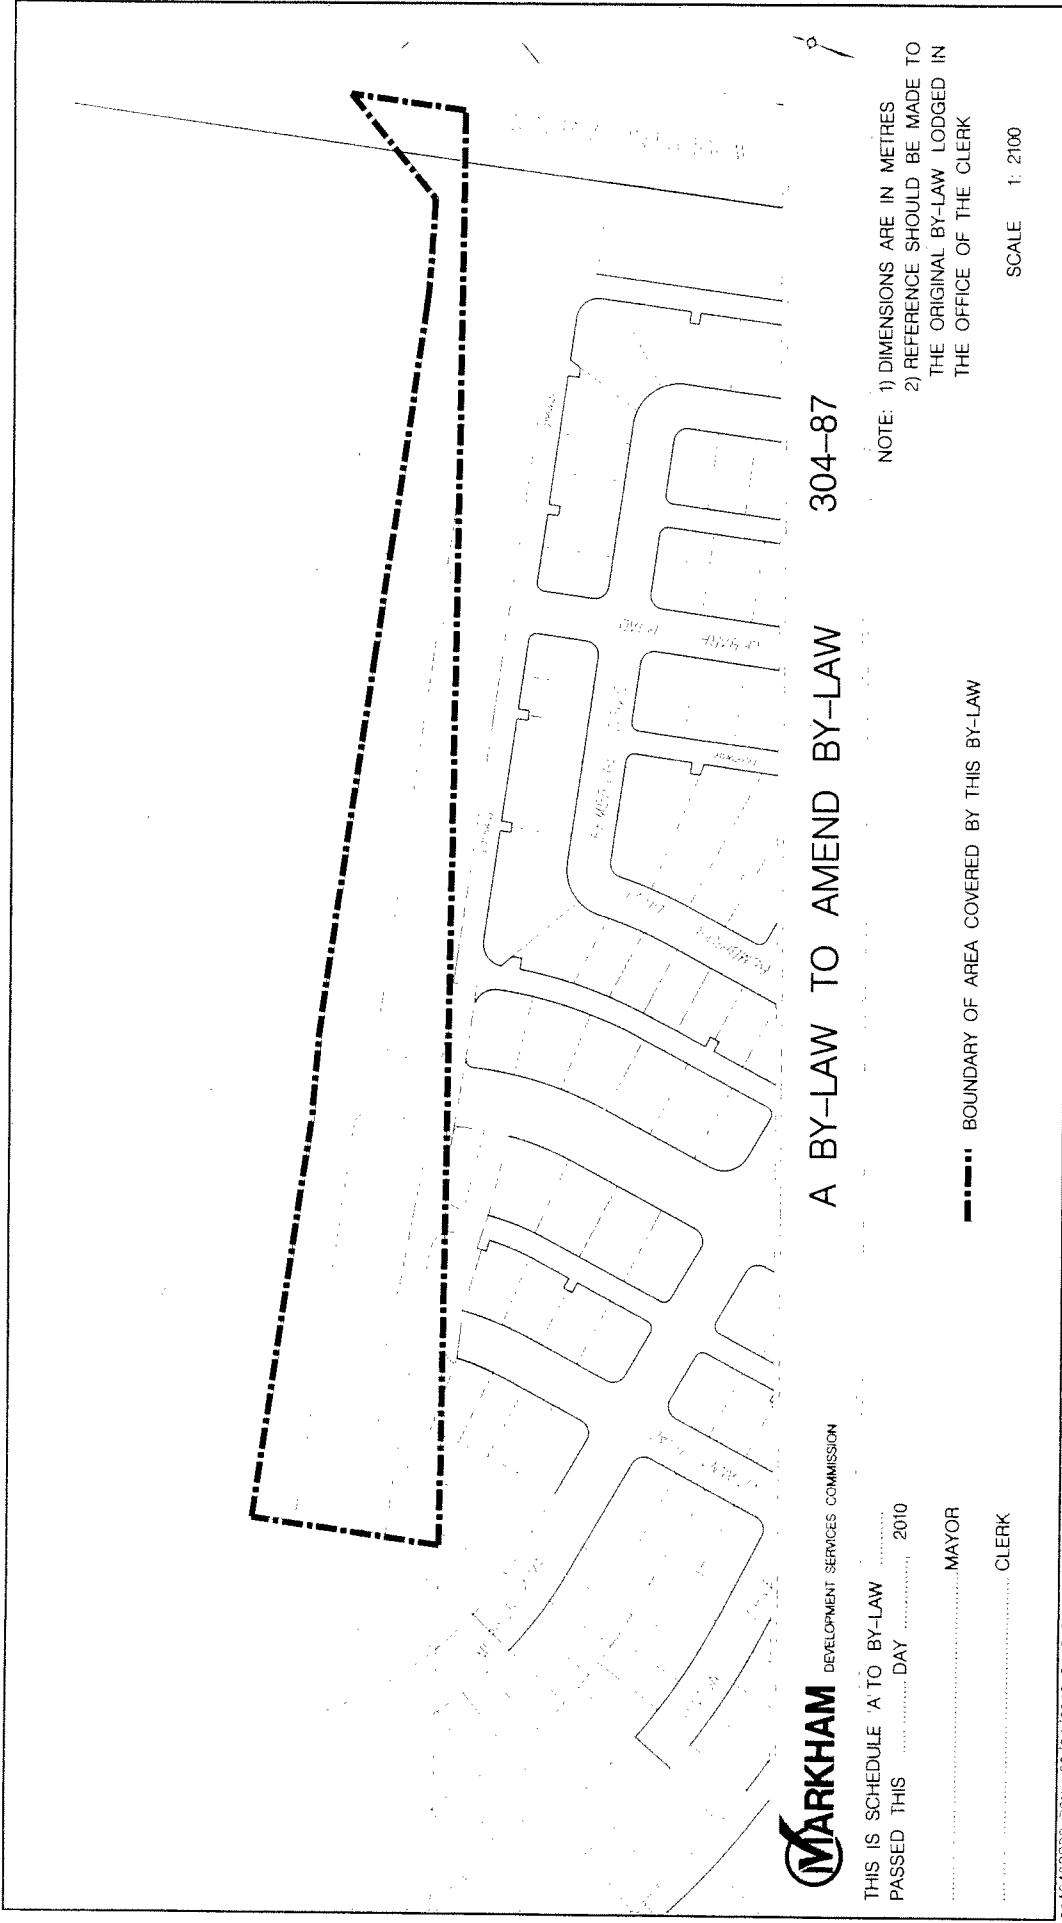 A BY-LAW TO AMEND BY-LAW 304-87
MARKHAM DEVELOPMENT SERVICES COMMISSION
THIS IS SCHEDULE 'A' TO BY-LAW ............
PASSED THIS ............ DAY ............, 2010
............MAYOR
............CLERK
BOUNDARY OF AREA COVERED BY THIS BY-LAW
NOTE: 1) DIMENSIONS ARE IN METRES
2) REFERENCE SHOULD BE MADE TO
THE ORIGINAL BY-LAW LODGED IN
THE OFFICE OF THE CLERK
SCALE 1: 2100